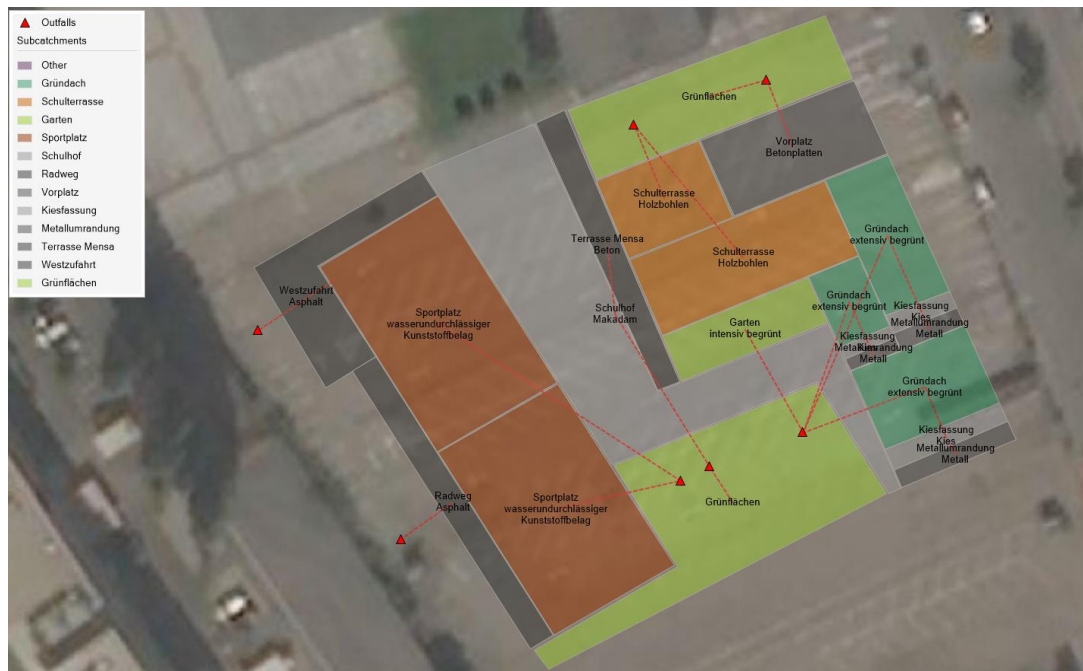 Outfalls
Subcatchments
Other
Gründach
Schulterrasse
Garten
Sportplatz
Schulhof
Radweg
Vorplatz
Kiesfassung
Metallumrandung
Terrasse Mensa
Westzufahrt
Grünflächen
Grünflächen
Vorplatz
Betonplatten
Schulterrasse
Holzbohlen
Terrasse Mensa
Beton
Schulterrasse
Holzbohlen
Gründach
extensiv begrünt
Westzufahrt
Asphalt
Sportplatz
wasserundurchlässiger
Kunststoffbelag
Schulhof
Makadam
Gründach
extensiv begrünt
Kiesfassung
Kies
Metallumrandung
Metall
Garten
intensiv begrünt
Kiesfassung
Metall
Gründach
extensiv begrünt
Kiesfassung
Kies
Metallumrandung
Metall
Radweg
Asphalt
Sportplatz
wasserundurchlässiger
Kunststoffbelag
Grünflächen